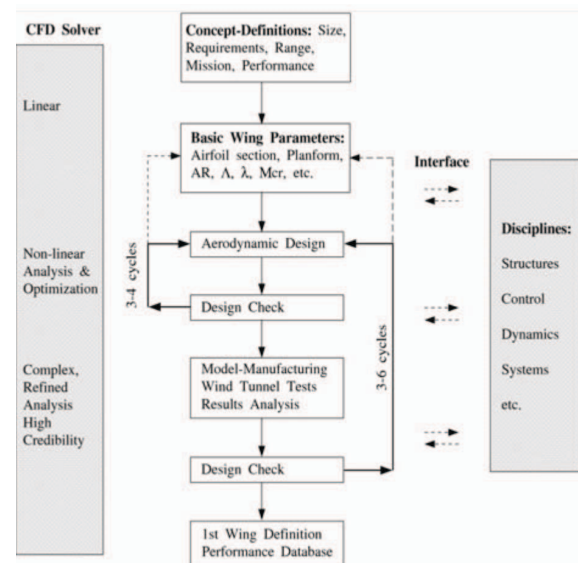 CFD Solver
Linear
Non-linear
Analysis &
Optimization
Complex,
Refined
Analysis
High
Credibility
Concept-Definitions: Size,
Requirements, Range,
Mission, Performance
Basic Wing Parameters:
Airfoil section, Planform,
AR, Λ, λ, Mcr, etc.
Aerodynamic Design
3-4 cycles
Design Check
Model-Manufacturing
Wind Tunnel Tests
Results Analysis
3-6 cycles
Design Check
1st Wing Definition
Performance Database
Interface
Disciplines:
Structures
Control
Dynamics
Systems
etc.